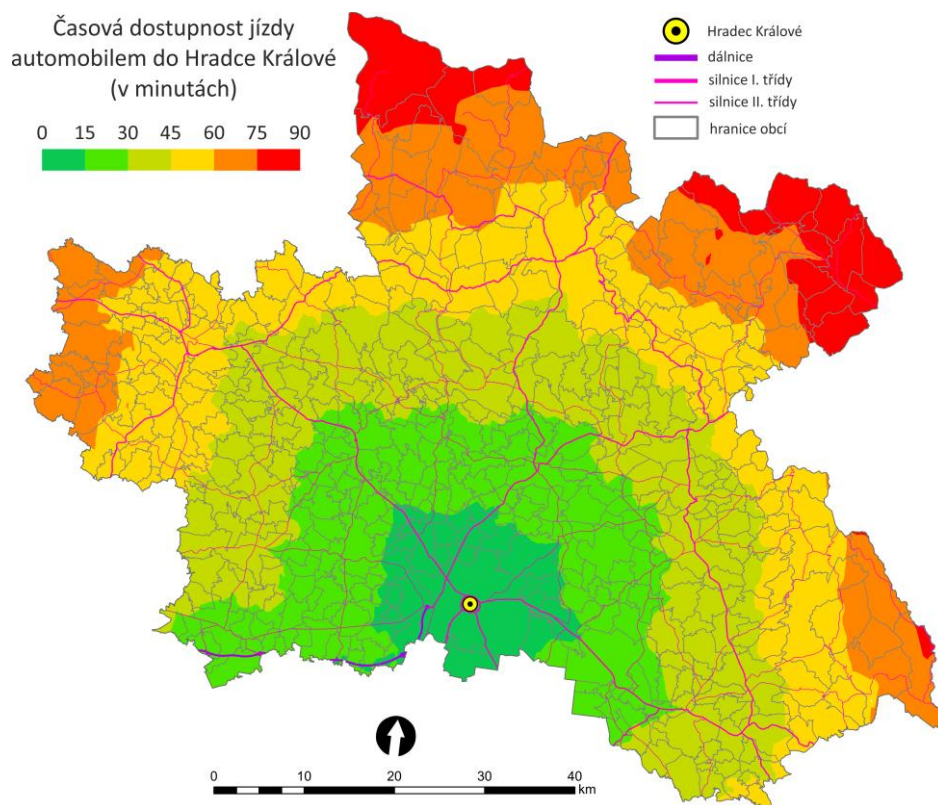 Časová dostupnost jízdy
automobilem do Hradce Králové
(v minutách)
0 15 30 45 60 75 90
Hradec Králové
dálnice
silnice I. třídy
silnice II. třídy
hranice obcí
0 10 20 30 40
km